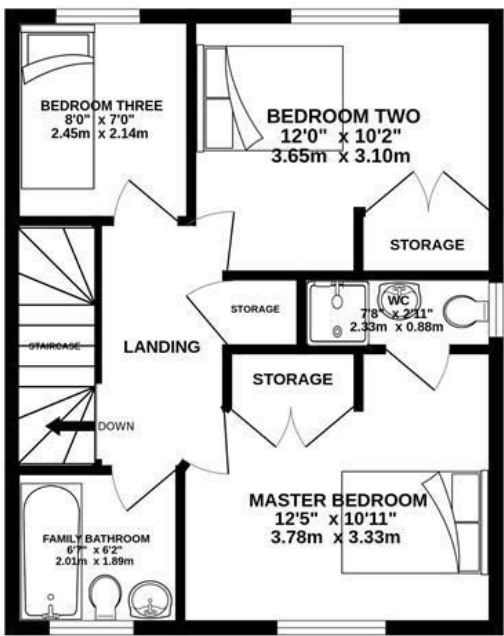 BEDROOM THREE
8'0" x 7'0"
2.45m x 2.14m
BEDROOM TWO
12'0" x 10'2"
3.65m x 3.10m
STORAGE
STORAGE
WC
7'8" x 2'11"
2.33m x 0.88m
STAIRCASE
LANDING
STORAGE
DOWN
MASTER BEDROOM
12'5" x 10'11"
3.78m x 3.33m
FAMILY BATHROOM
6'7" x 6'2"
2.01m x 1.89m